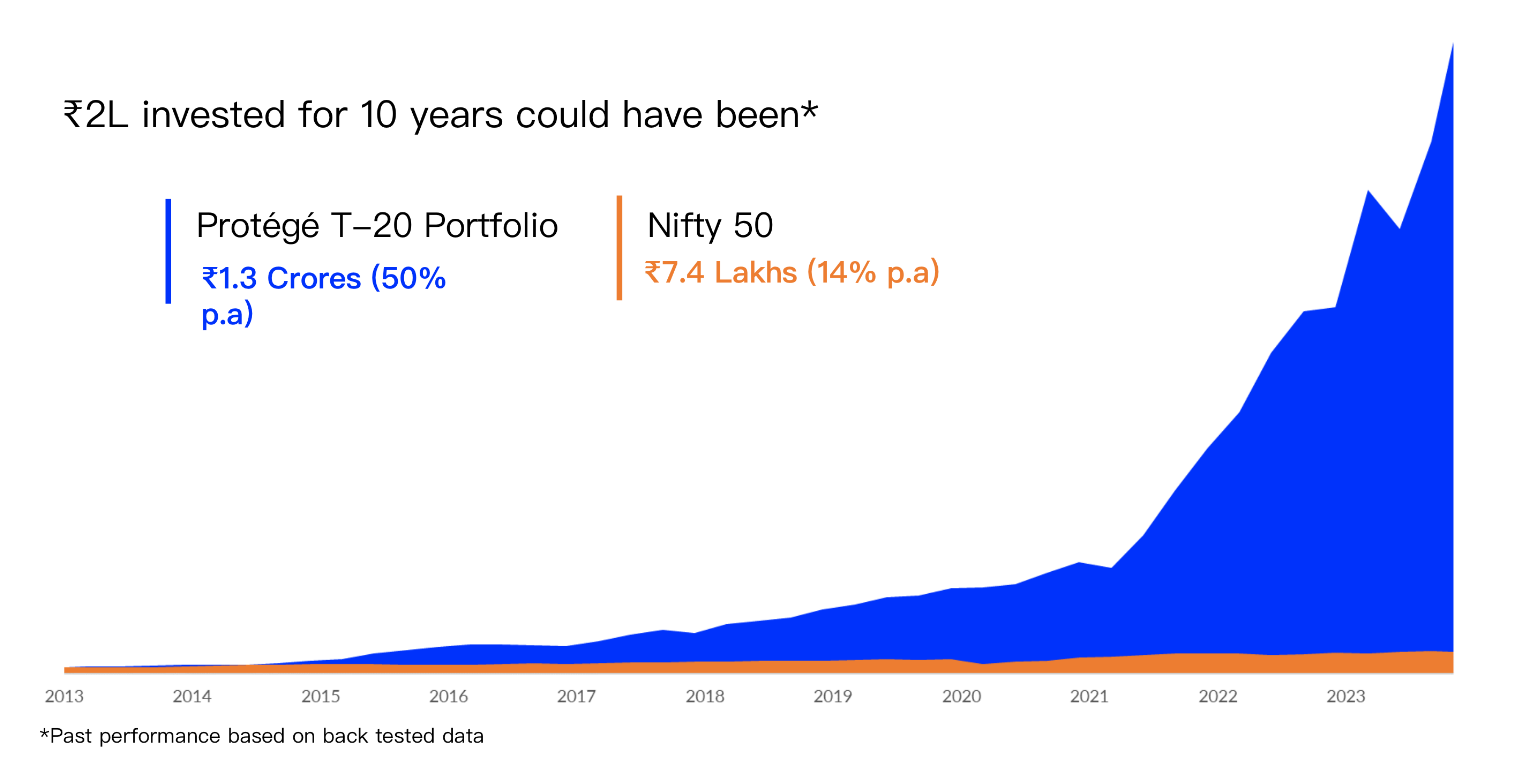 ₹2L invested for 10 years could have been*
Protégé T–20 Portfolio
₹1.3 Crores (50%
p.a)
Nifty 50
₹7.4 Lakhs (14% p.a)
2013 2014 2015 2016 2017 2018 2019 2020 2021 2022 2023
*Past performance based on back tested data